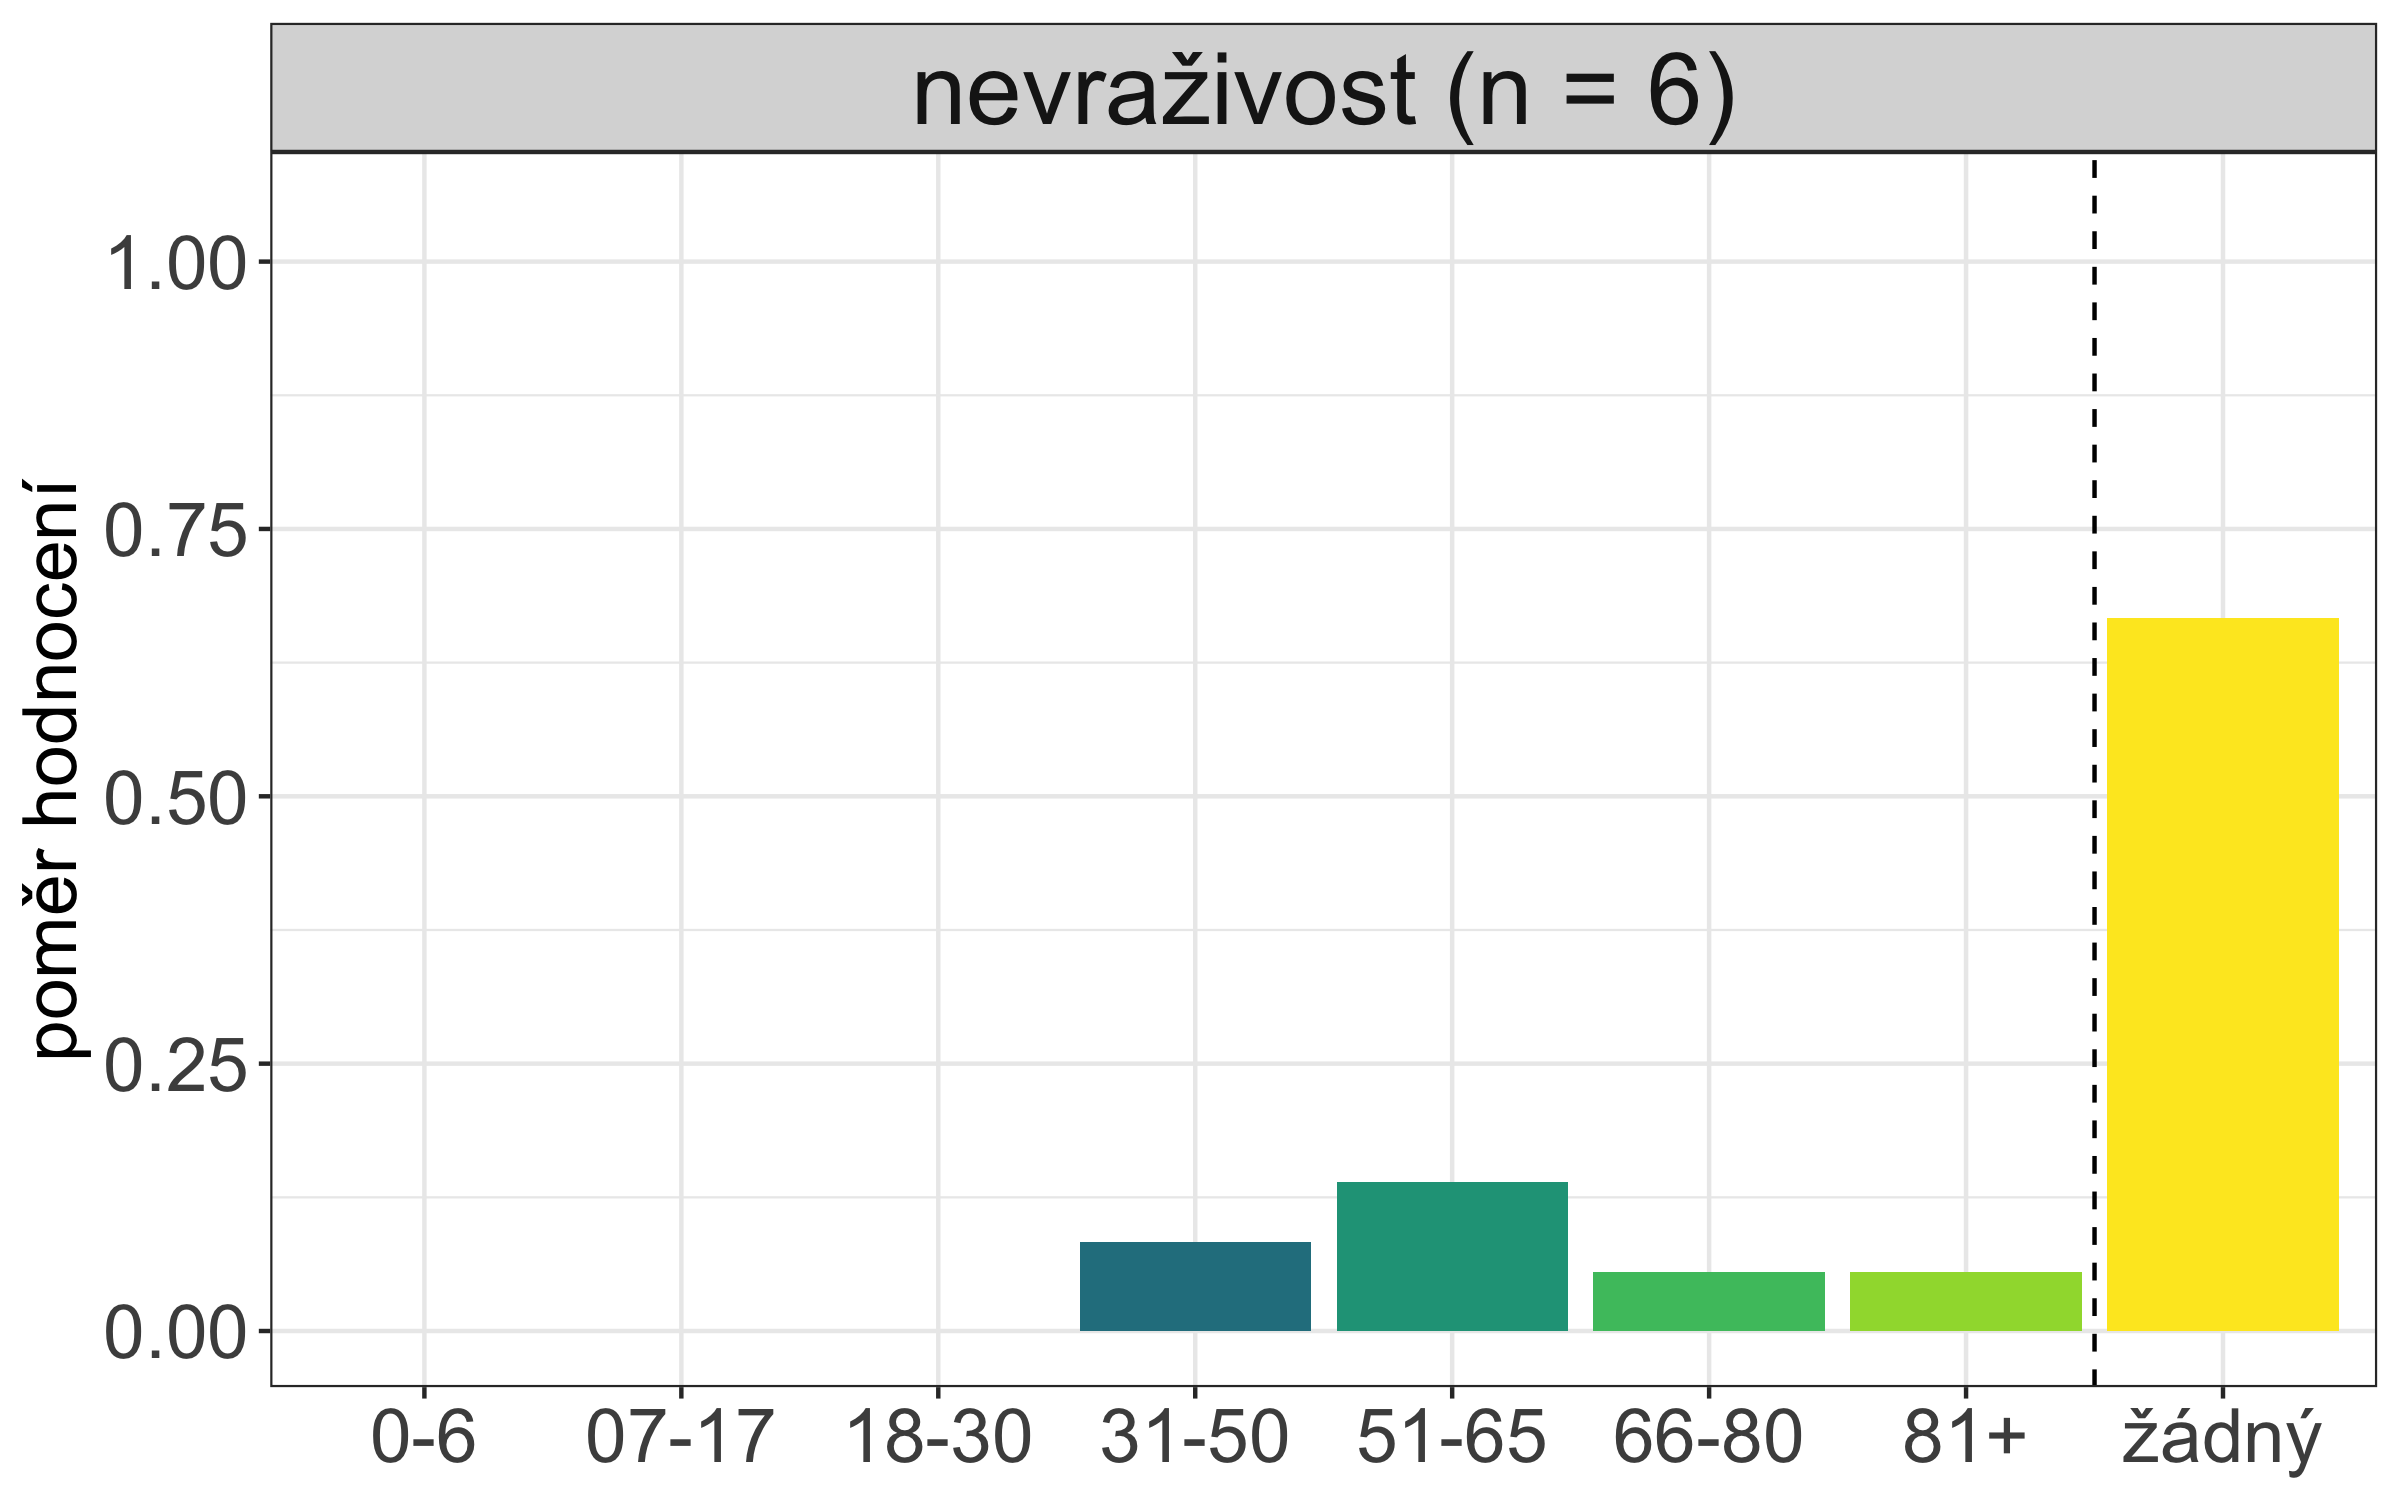 nevraživost (n = 6)
poměr hodnocení
1.00
0.75
0.50
0.25
0.00
0-6 07-17 18-30 31-50 51-65 66-80 81+ žádný